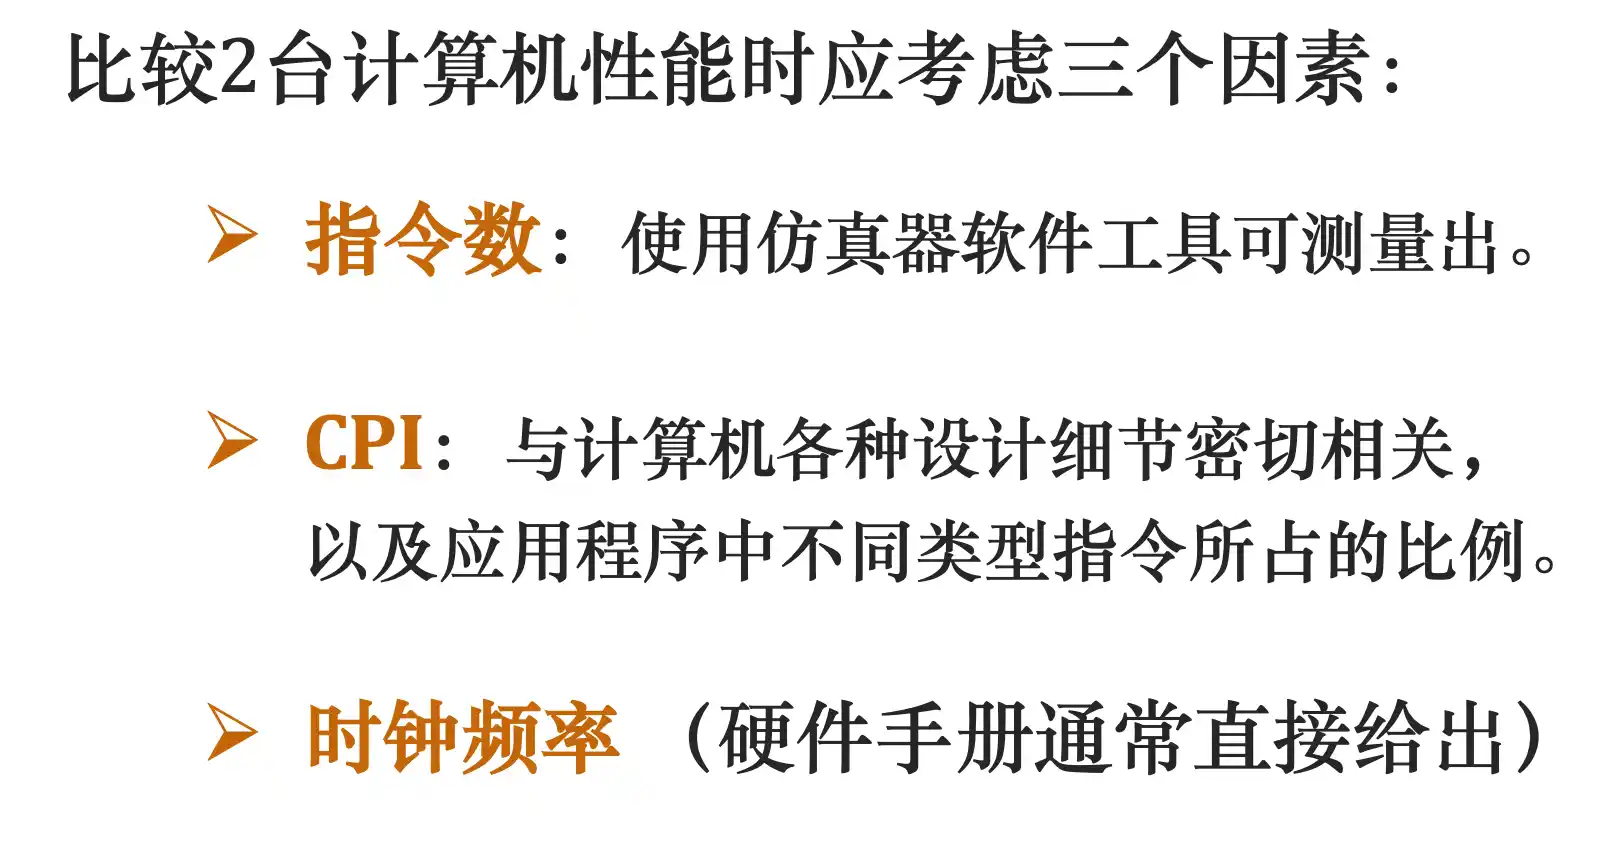 比较2台计算机性能时应考虑三个因素：
➢ 指令数：使用仿真器软件工具可测量出。
➢ CPI：与计算机各种设计细节密切相关，
以及应用程序中不同类型指令所占的比例。
➢ 时钟频率（硬件手册通常直接给出）